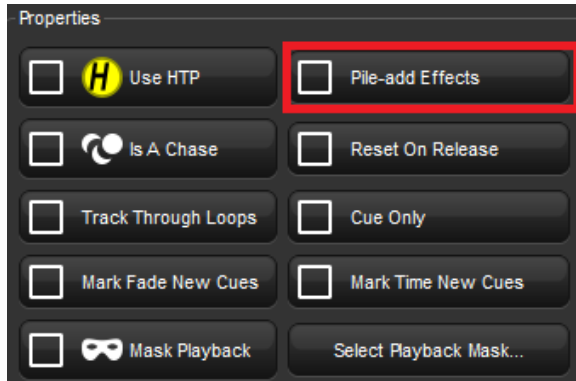 Properties
H Use HTP
Pile-add Effects
Is A Chase
Reset On Release
Track Through Loops
Cue Only
Mark Fade New Cues
Mark Time New Cues
Mask Playback
Select Playback Mask...